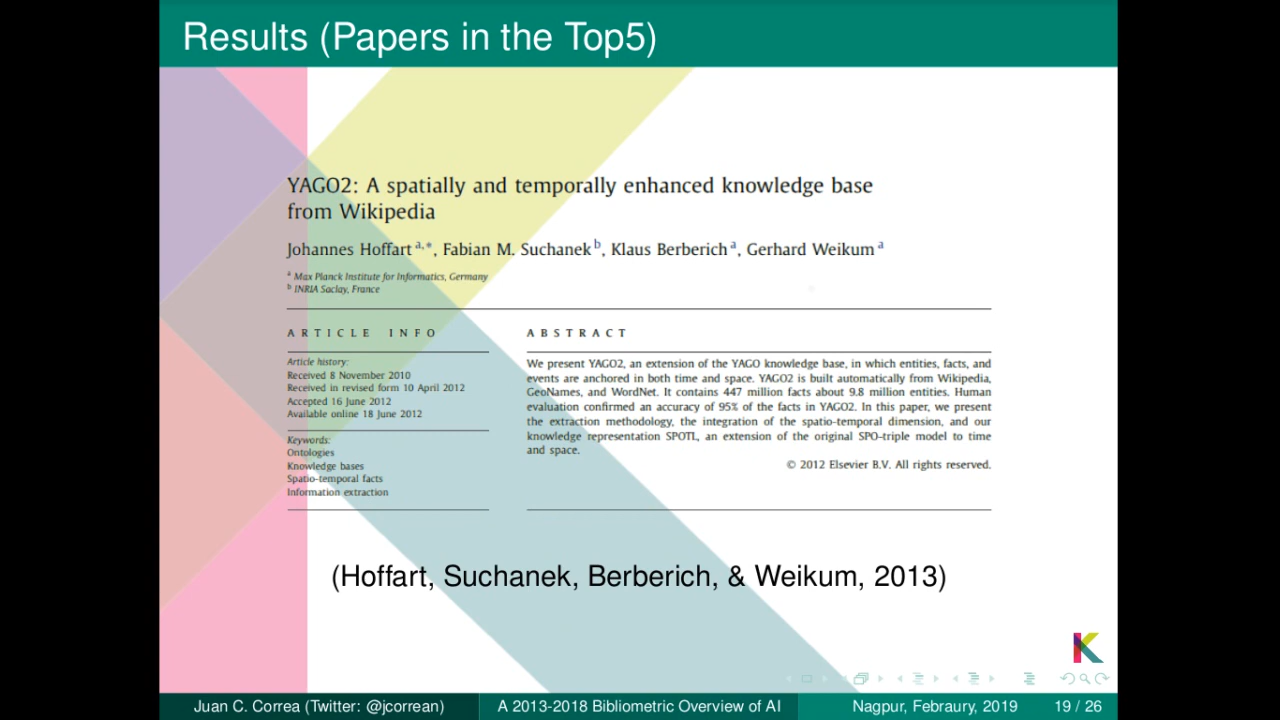 Results (Papers in the Top5)
YAGO2: A spatially and temporally enhanced knowledge base
from Wikipedia
Johannes Hoffart a,*, Fabian M. Suchanek b, Klaus Berberich a, Gerhard Weikum a
a Max Planck Institute for Informatics, Germany
b INRIA Saclay, France
ARTICLE INFO
Article history:
Received 8 November 2010
Received in revised form 10 April 2012
Accepted 16 June 2012
Available online 18 June 2012
Keywords:
Ontologies
Knowledge bases
Spatio-temporal facts
Information extraction
ABSTRACT
We present YAGO2, an extension of the YAGO knowledge base, in which entities, facts, and
events are anchored in both time and space. YAGO2 is built automatically from Wikipedia,
GeoNames, and WordNet. It contains 447 million facts about 9.8 million entities. Human
evaluation confirmed an accuracy of 95% of the facts in YAGO2. In this paper, we present
the extraction methodology, the integration of the spatio-temporal dimension, and our
knowledge representation SPOTL, an extension of the original SPO-triple model to time
and space.
© 2012 Elsevier B.V. All rights reserved.
(Hoffart, Suchanek, Berberich, & Weikum, 2013)
K
Juan C. Correa (Twitter: @jcorrean) A 2013-2018 Bibliometric Overview of AI Nagpur, Febraury, 2019 19 / 26